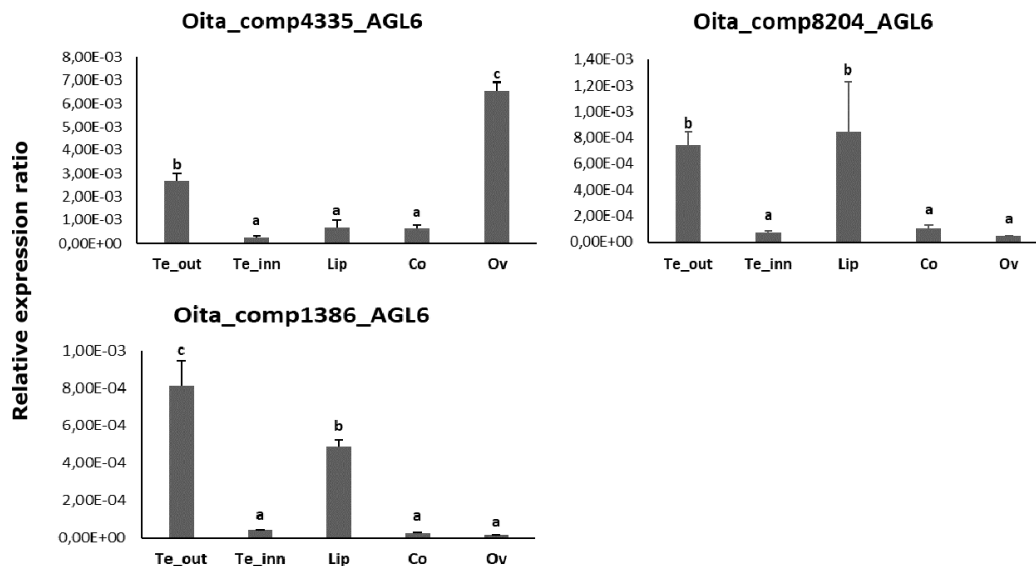 Relative expression ratio
Oita_comp4335_AGL6
8,00E-03
7,00E-03
6,00E-03
5,00E-03
4,00E-03
3,00E-03
2,00E-03
1,00E-03
0,00E+00
b
a
a
a
c
Te_out Te_inn Lip Co Ov
Oita_comp8204_AGL6
1,40E-03
1,20E-03
1,00E-03
8,00E-04
6,00E-04
4,00E-04
2,00E-04
0,00E+00
b
a
b
a
a
Te_out Te_inn Lip Co Ov
Oita_comp1386_AGL6
1,00E-03
8,00E-04
6,00E-04
4,00E-04
2,00E-04
0,00E+00
c
a
b
a
a
Te_out Te_inn Lip Co Ov